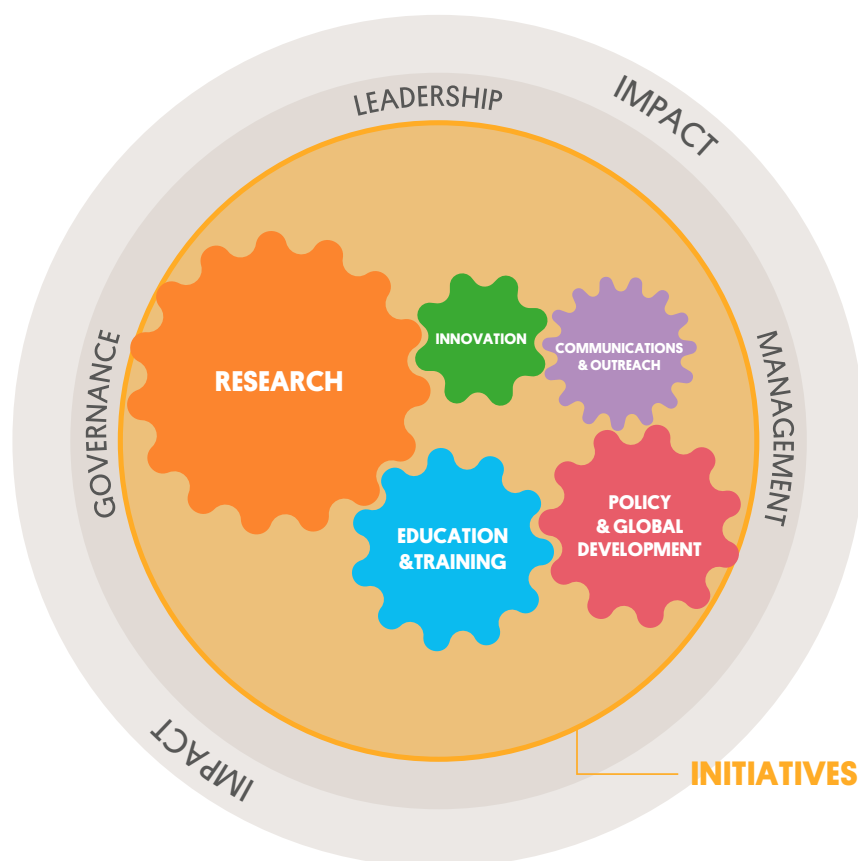 IMPACT
LEADERSHIP
GOVERNANCE
MANAGEMENT
RESEARCH
INNOVATION
COMMUNICATIONS
& OUTREACH
EDUCATION
&TRAINING
POLICY
& GLOBAL
DEVELOPMENT
IMPACT
INITIATIVES